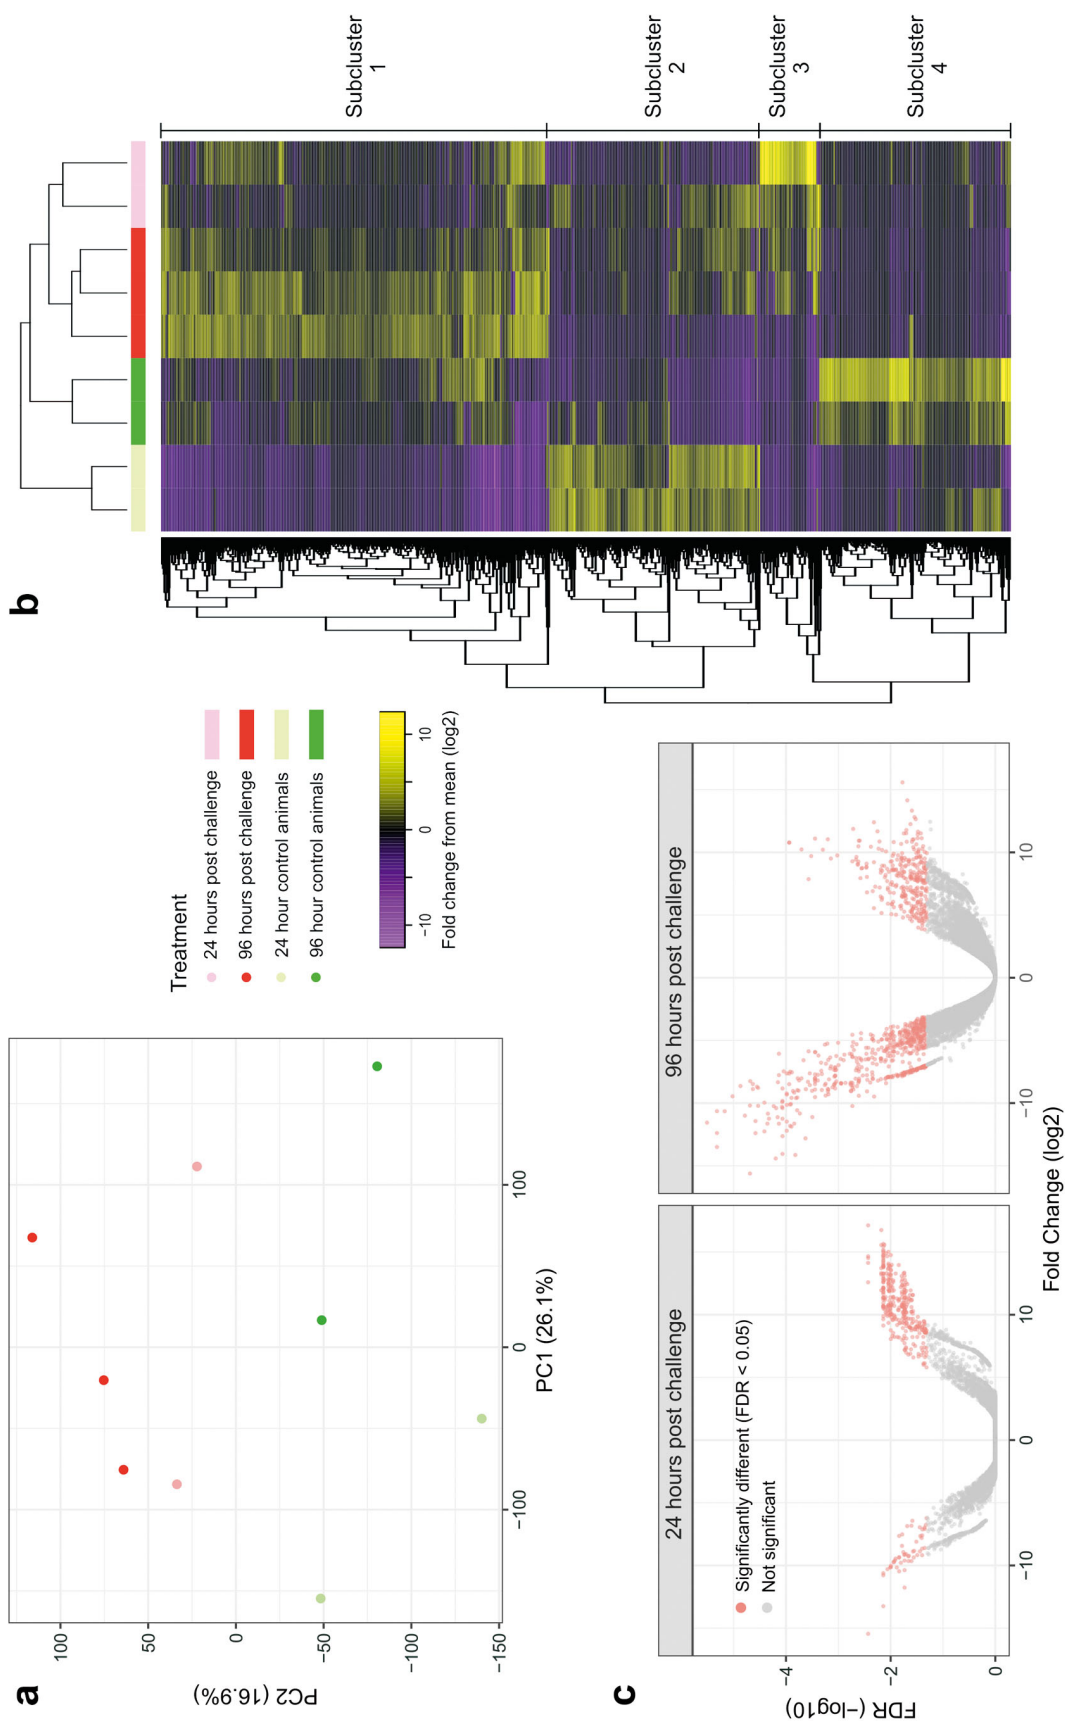 a
100
50
0
−50
−100
−150
PC2 (16.9%)
−100
0
100
PC1 (26.1%)
Treatment
24 hours post challenge
96 hours post challenge
24 hour control animals
96 hour control animals
−10
0
10
Fold change from mean (log2)
b
Subcluster
1
Subcluster
2
Subcluster
3
Subcluster
4
c
24 hours post challenge
96 hours post challenge
Significantly different (FDR < 0.05)
Not significant
−4
−2
0
FDR (−log10)
−10
0
10
−10
0
10
Fold Change (log2)